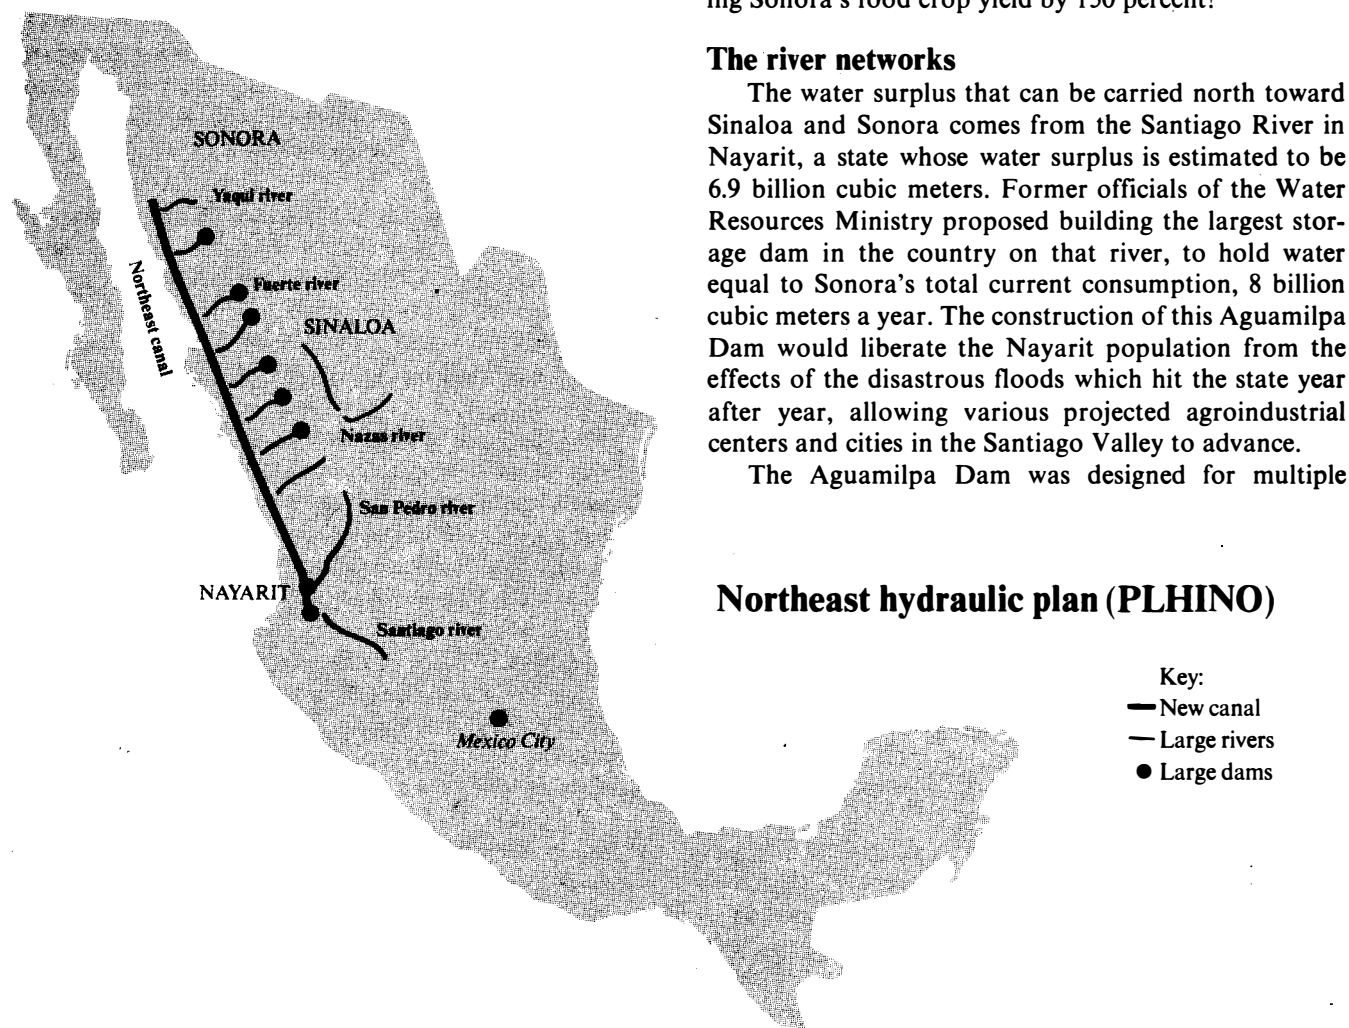 ing Sonora's food crop yield by 150 percent!
The river networks
The water surplus that can be carried north toward
Sinaloa and Sonora comes from the Santiago River in
Nayarit, a state whose water surplus is estimated to be
6.9 billion cubic meters. Former officials of the Water
Resources Ministry proposed building the largest stor-
age dam in the country on that river, to hold water
equal to Sonora's total current consumption, 8 billion
cubic meters a year. The construction of this Aguamilpa
Dam would liberate the Nayarit population from the
effects of the disastrous floods which hit the state year
after year, allowing various projected agroindustrial
centers and cities in the Santiago Valley to advance.
The Aguamilpa Dam was designed for multiple
SONORA
Yaqui river
Northeast canal
Fuerte river
SINALOA
Nazas river
San Pedro river
NAYARIT
Santiago river
Mexico City
Northeast hydraulic plan (PLHINO)
Key:
New canal
Large rivers
Large dams